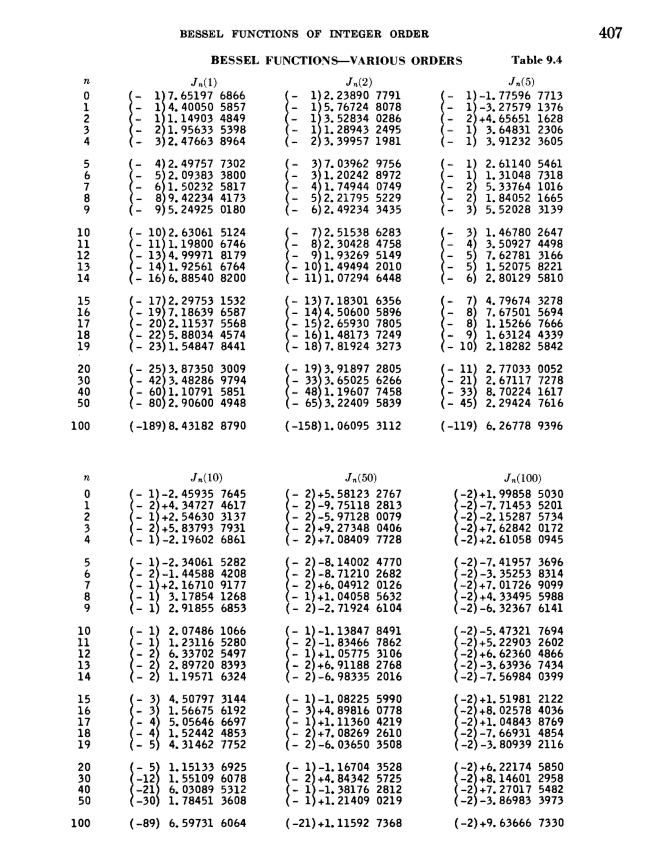 BESSEL FUNCTIONS OF INTEGER ORDER 407
BESSEL FUNCTIONS—VARIOUS ORDERS Table 9.4
n Jn(1) Jn(2) Jn(5)
0 (- 1)7.65197 6866 (- 1)2.23890 7791 (- 1)-1.77596 7713
1 (- 1)4.40050 5857 (- 1)5.76724 8078 (- 1)-3.27579 1376
2 (- 1)1.14903 4849 (- 1)3.52834 0286 (- 2)+4.65651 1628
3 (- 2)1.95633 5398 (- 1)1.28943 2495 (- 1) 3.64831 2306
4 (- 3)2.47663 8964 (- 2)3.39957 1981 (- 1) 3.91232 3605
5 (- 4)2.49757 7302 (- 3)7.03962 9756 (- 1) 2.61140 5461
6 (- 5)2.09383 3800 (- 3)1.20242 8972 (- 1) 1.31048 7318
7 (- 6)1.50232 5817 (- 4)1.74944 0749 (- 2) 5.33764 1016
8 (- 8)9.42234 4173 (- 5)2.21795 5229 (- 2) 1.84052 1665
9 (- 9)5.24925 0180 (- 6)2.49234 3435 (- 3) 5.52028 3139
10 (- 10)2.63061 5124 (- 7)2.51538 6283 (- 3) 1.46780 2647
11 (- 11)1.19800 6746 (- 8)2.30428 4758 (- 4) 3.50927 4498
12 (- 13)4.99971 8179 (- 9)1.93269 5149 (- 5) 7.62781 3166
13 (- 14)1.92561 6764 (- 10)1.49494 2010 (- 5) 1.52075 8221
14 (- 16)6.88540 8200 (- 11)1.07294 6448 (- 6) 2.80129 5810
15 (- 17)2.29753 1532 (- 13)7.18301 6356 (- 7) 4.79674 3278
16 (- 19)7.18639 6587 (- 14)4.50600 5896 (- 8) 7.67501 5694
17 (- 20)2.11537 5568 (- 15)2.65930 7805 (- 8) 1.15266 7666
18 (- 22)5.88034 4574 (- 16)1.48173 7249 (- 9) 1.63124 4339
19 (- 23)1.54847 8441 (- 18)7.81924 3273 (- 10) 2.18282 5842
20 (- 25)3.87350 3009 (- 19)3.91897 2805 (- 11) 2.77033 0052
30 (- 42)3.48286 9794 (- 33)3.65025 6266 (- 21) 2.67117 7278
40 (- 60)1.10791 5851 (- 48)1.19607 7458 (- 33) 8.70224 1617
50 (- 80)2.90600 4948 (- 65)3.22409 5839 (- 45) 2.29424 7616
100 (-189)8.43182 8790 (-158)1.06095 3112 (-119) 6.26778 9396
n Jn(10) Jn(50) Jn(100)
0 (- 1)-2.45935 7645 (- 2)+5.58123 2767 (-2)+1.99858 5030
1 (- 2)+4.34727 4617 (- 2)-9.75118 2813 (-2)-7.71453 5201
2 (- 1)+2.54630 3137 (- 2)-5.97128 0079 (-2)-2.15287 5734
3 (- 2)+5.83793 7931 (- 2)+9.27348 0406 (-2)+7.62842 0172
4 (- 1)-2.19602 6861 (- 2)+7.08409 7728 (-2)+2.61058 0945
5 (- 1)-2.34061 5282 (- 2)-8.14002 4770 (-2)-7.41957 3696
6 (- 2)-1.44588 4208 (- 2)-8.71210 2682 (-2)-3.35253 8314
7 (- 1)+2.16710 9177 (- 2)+6.04912 0126 (-2)+7.01726 9099
8 (- 1) 3.17854 1268 (- 1)+1.04058 5632 (-2)+4.33495 5988
9 (- 1) 2.91855 6853 (- 2)-2.71924 6104 (-2)-6.32367 6141
10 (- 1) 2.07486 1066 (- 1)-1.13847 8491 (-2)-5.47321 7694
11 (- 1) 1.23116 5280 (- 2)-1.83466 7862 (-2)+5.22903 2602
12 (- 2) 6.33702 5497 (- 1)+1.05775 3106 (-2)+6.62360 4866
13 (- 2) 2.89720 8393 (- 2)+6.91188 2768 (-2)-3.63936 7434
14 (- 2) 1.19571 6324 (- 2)-6.98335 2016 (-2)-7.56984 0399
15 (- 3) 4.50797 3144 (- 1)-1.08225 5990 (-2)+1.51981 2122
16 (- 3) 1.56675 6192 (- 3)+4.89816 0778 (-2)+8.02578 4036
17 (- 4) 5.05646 6697 (- 1)+1.11360 4219 (-2)+1.04843 8769
18 (- 4) 1.52442 4853 (- 2)+7.08269 2610 (-2)-7.66931 4854
19 (- 5) 4.31462 7752 (- 2)-6.03650 3508 (-2)-3.80939 2116
20 (- 5) 1.15133 6925 (- 1)-1.16704 3528 (-2)+6.22174 5850
30 (-12) 1.55109 6078 (- 2)+4.84342 5725 (-2)+8.14601 2958
40 (-21) 6.03089 5312 (- 1)-1.38176 2812 (-2)+7.27017 5482
50 (-30) 1.78451 3608 (- 1)+1.21409 0219 (-2)-3.86983 3973
100 (-89) 6.59731 6064 (-21)+1.11592 7368 (-2)+9.63666 7330